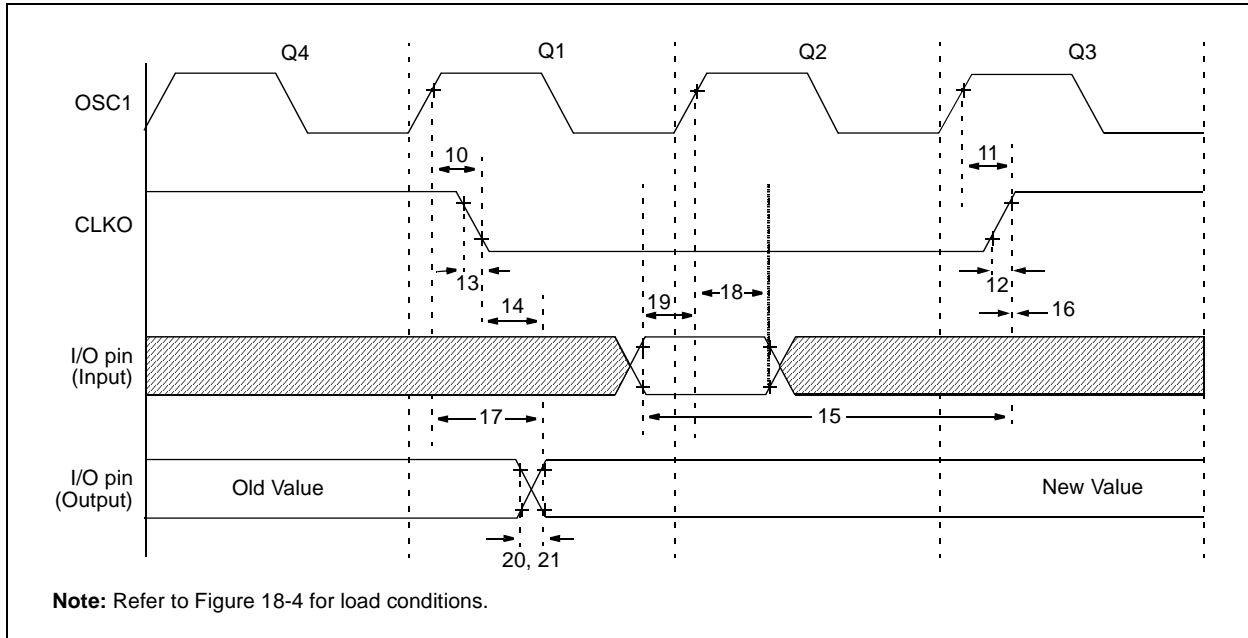 Q4 Q1 Q2 Q3
OSC1
10 11
CLKO
13 12
14 19 18 16
I/O pin
(Input)
17 15
I/O pin
(Output)
Old Value New Value
20, 21
Note: Refer to Figure 18-4 for load conditions.